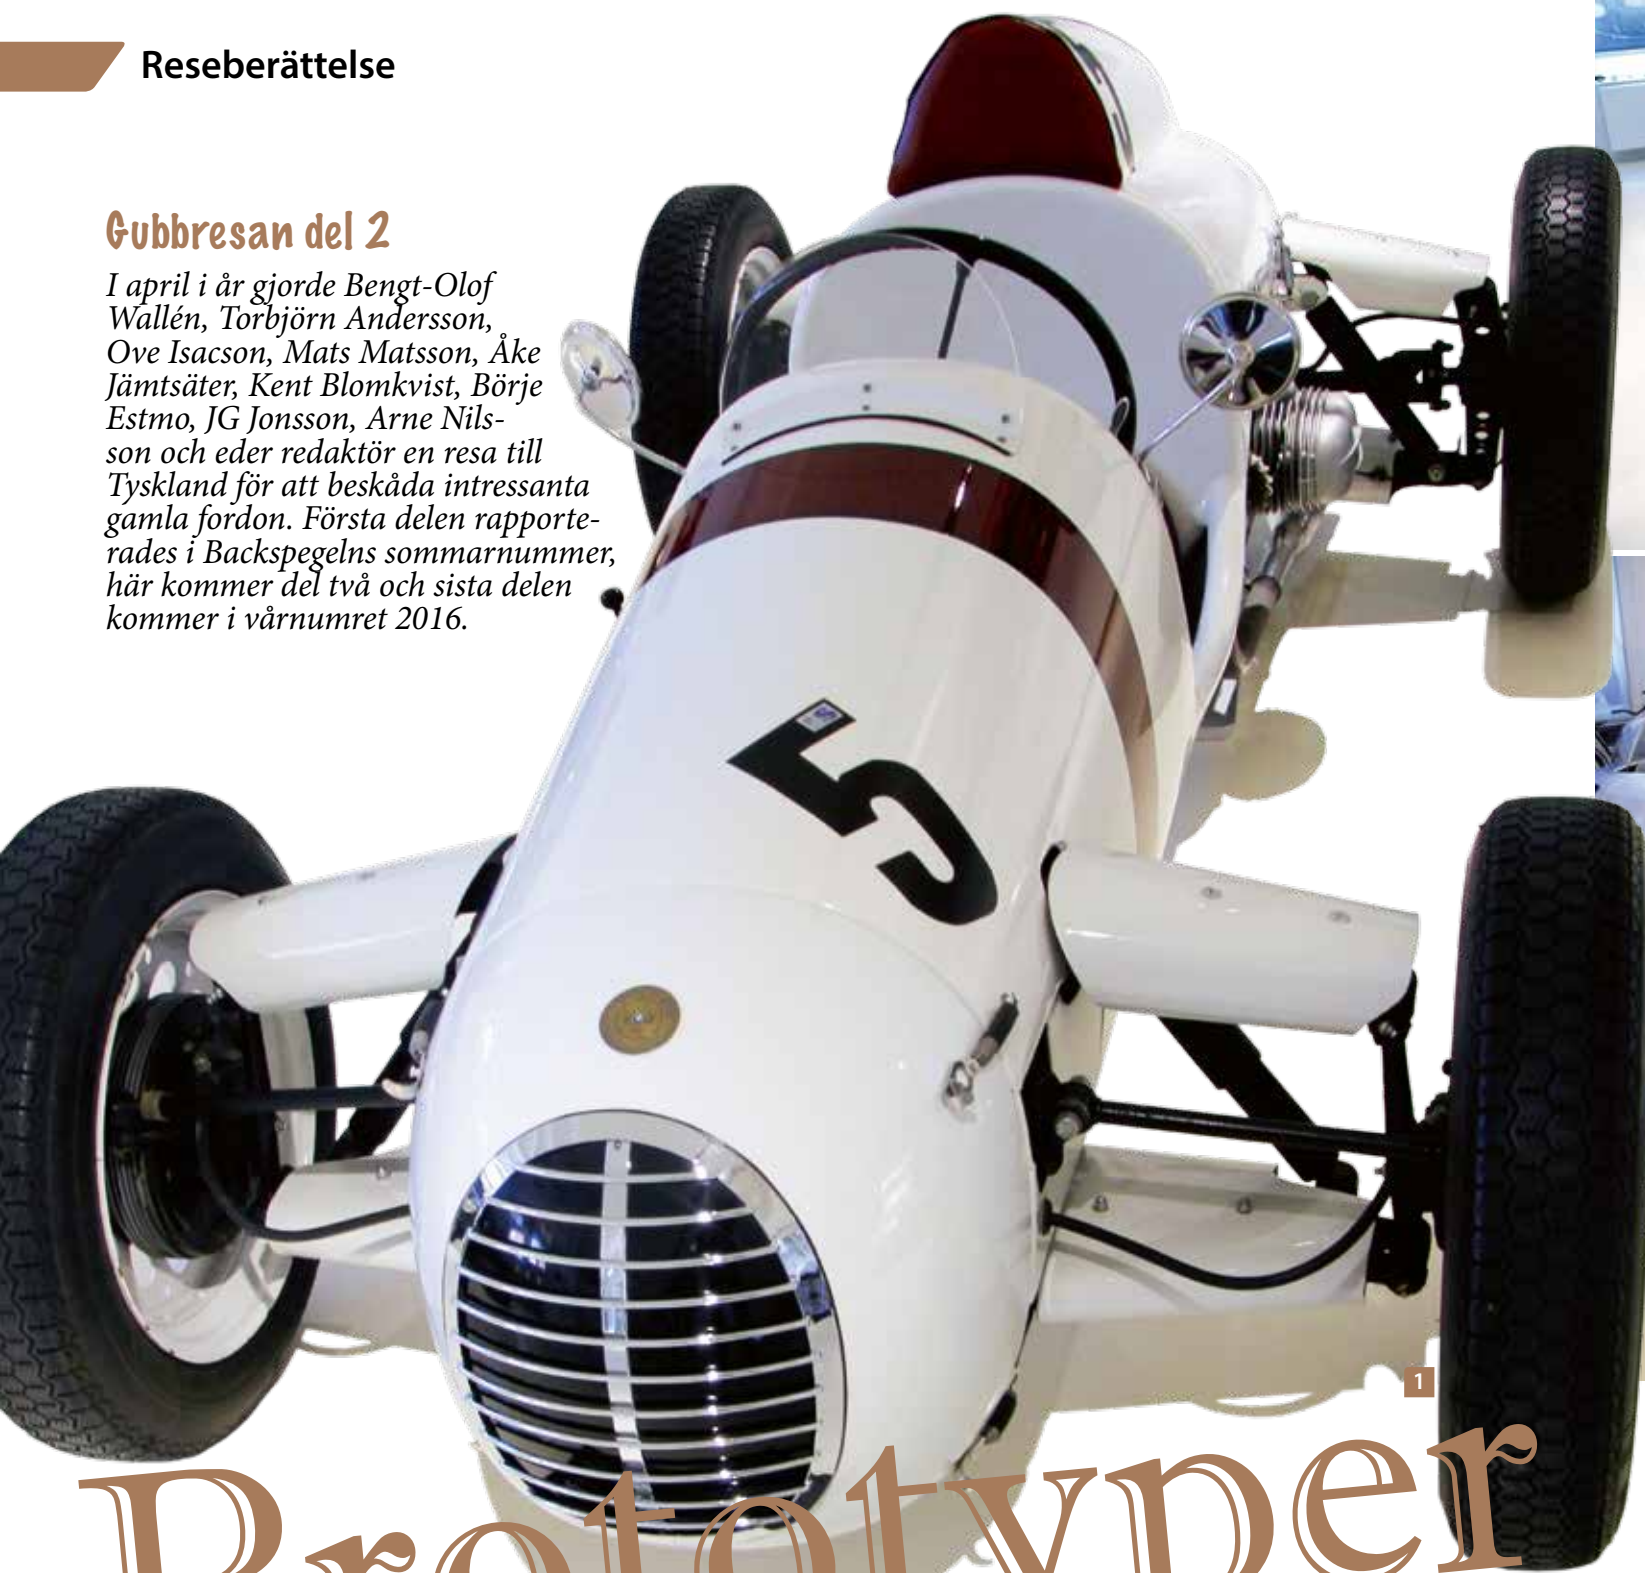 Reseberättelse
Gubbresan del 2
I april i år gjorde Bengt-Olof
Wallén, Torbjörn Andersson,
Ove Isacson, Mats Matsson, Åke
Jämtsäter, Kent Blomkvist, Börje
Estmo, JG Jonsson, Arne Nils-
son och eder redaktör en resa till
Tyskland för att beskåda intressanta
gamla fordon. Första delen rapporte-
rades i Backspegelns sommarnummer,
här kommer del två och sista delen
kommer i vårnumret 2016.
5
1
Prototyper